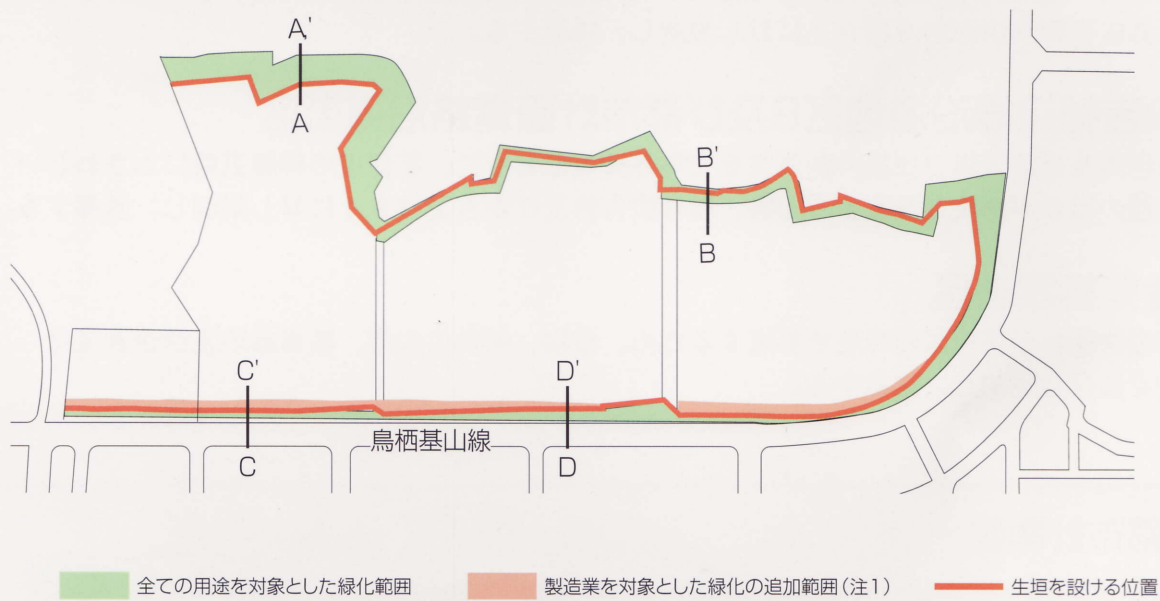 A'
A
B'
B
C'
D'
鳥栖基山線
C
D
全ての用途を対象とした緑化範囲
製造業を対象とした緑化の追加範囲(注1)
生垣を設ける位置